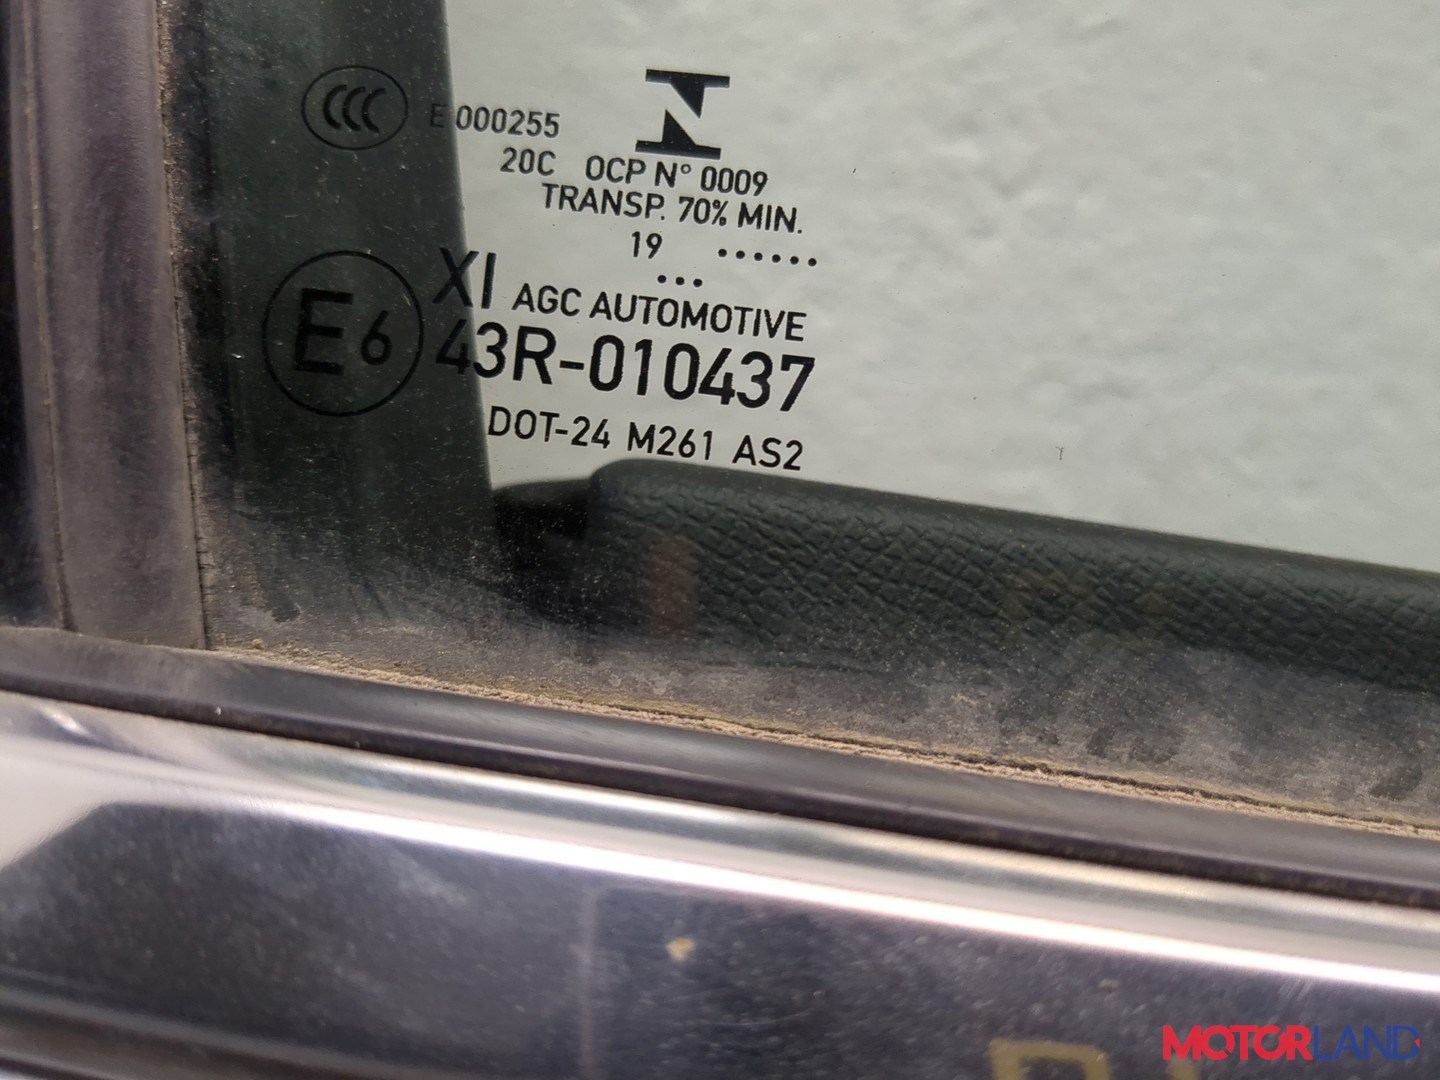 CCC E 000255
20C OCP N° 0009
TRANSP. 70% MIN.
19 ......
...
XI AGC AUTOMOTIVE
E6 43R-010437
DOT-24 M261 AS2
MOTORLAND